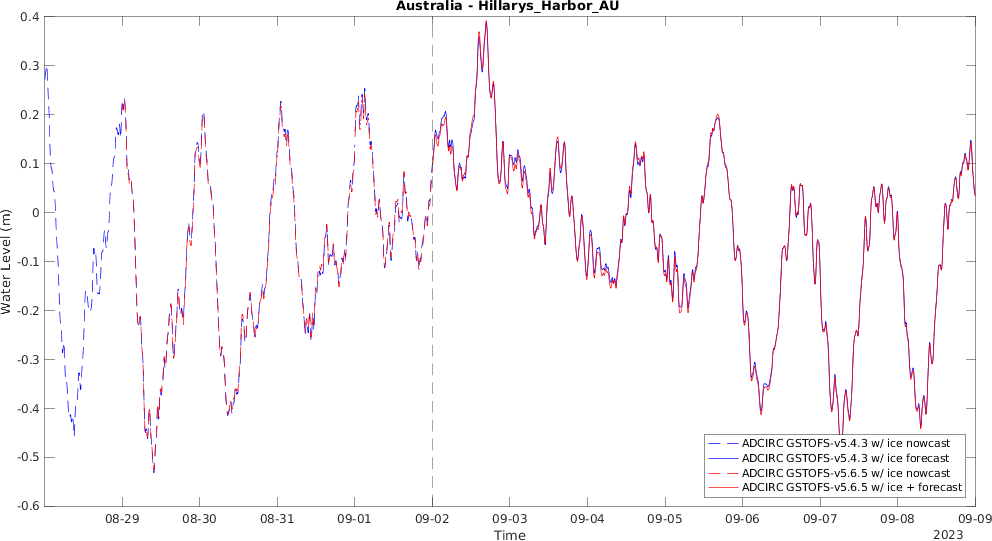 Australia - Hillarys_Harbor_AU
0.4
0.3
0.2
0.1
0
-0.1
-0.2
-0.3
-0.4
-0.5
-0.6
Water Level (m)
ADCIRC GSTOFS-v5.4.3 w/ ice nowcast
ADCIRC GSTOFS-v5.4.3 w/ ice forecast
ADCIRC GSTOFS-v5.6.5 w/ ice nowcast
ADCIRC GSTOFS-v5.6.5 w/ ice + forecast
08-29 08-30 08-31 09-01 09-02 09-03 09-04 09-05 09-06 09-07 09-08 09-09
Time
2023